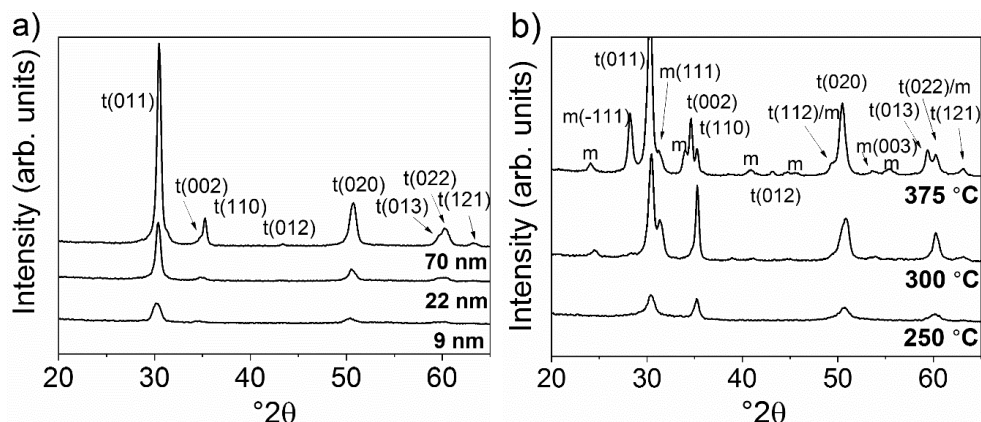 a)
Intensity (arb. units)
t(011)
t(002)
t(110)
t(012)
t(020)
t(022)
t(013)
t(121)
70 nm
22 nm
9 nm
20 30 40 50 60
°2θ
b)
Intensity (arb. units)
t(011)
m(111)
t(002)
t(110)
m(-111)
m
m
t(020)
t(022)/m
t(112)/m
t(013)
t(121)
m(003)
m
m
m
t(012)
375 °C
300 °C
250 °C
20 30 40 50 60
°2θ